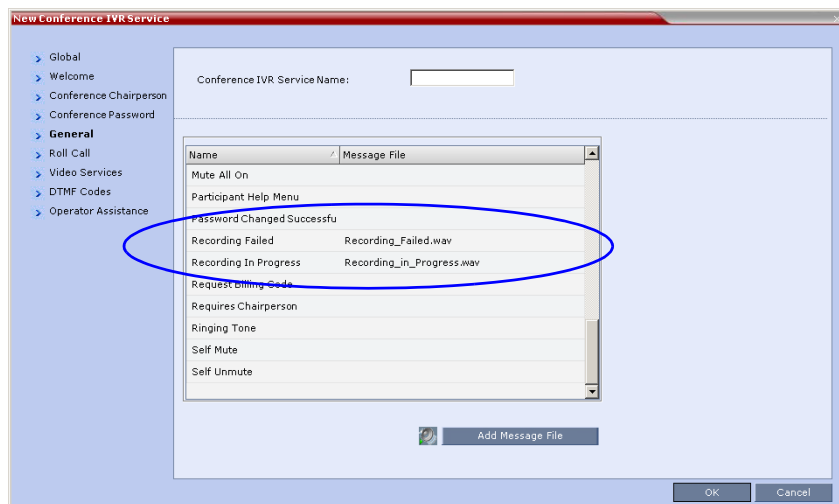 New Conference IVR Service
Global
Welcome
Conference Chairperson
Conference Password
General
Roll Call
Video Services
DTMF Codes
Operator Assistance
Conference IVR Service Name:
Name Message File
Mute All On
Participant Help Menu
Password Changed Successfu
Recording Failed Recording_Failed.wav
Recording In Progress Recording_in_Progress.wav
Request Billing Code
Requires Chairperson
Ringing Tone
Self Mute
Self Unmute
Add Message File
OK Cancel